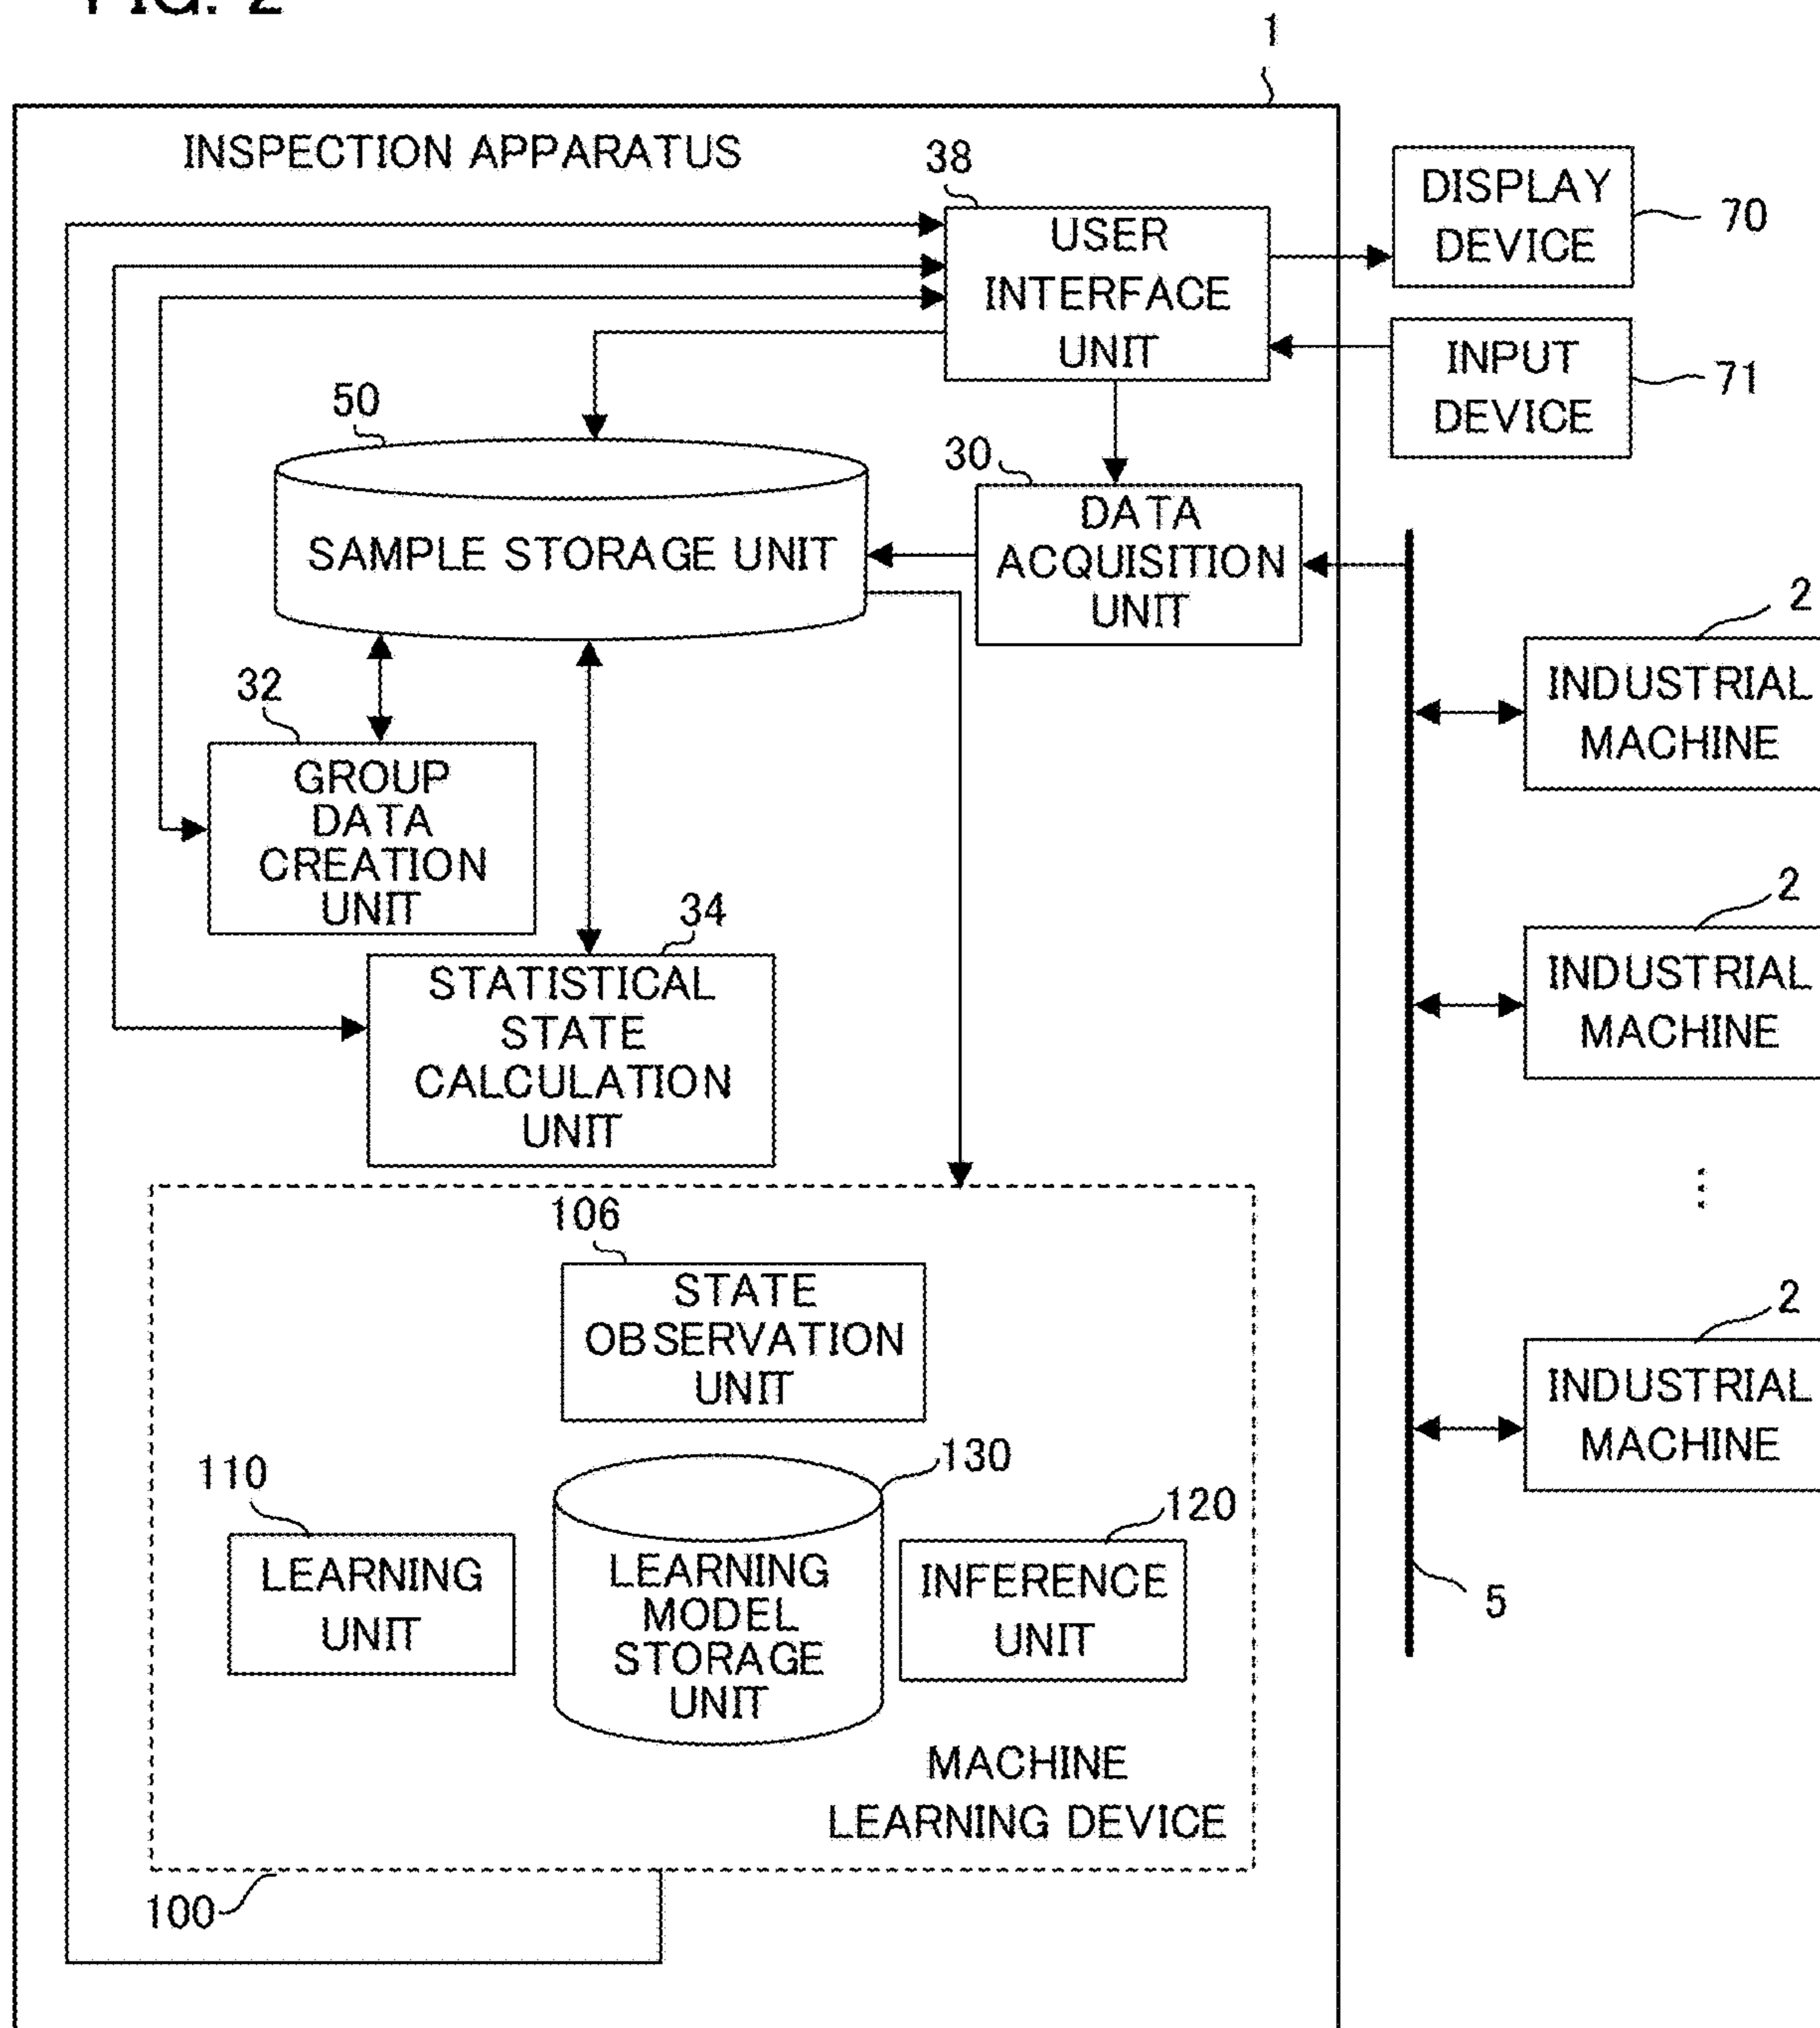 FIG. 2
1
INSPECTION APPARATUS
38
USER
INTERFACE
UNIT
DISPLAY
DEVICE
70
INPUT
DEVICE
71
50
SAMPLE STORAGE UNIT
30
DATA
ACQUISITION
UNIT
2
INDUSTRIAL
MACHINE
32
GROUP
DATA
CREATION
UNIT
2
INDUSTRIAL
MACHINE
34
STATISTICAL
STATE
CALCULATION
UNIT
⋮
106
STATE
OBSERVATION
UNIT
2
INDUSTRIAL
MACHINE
110
LEARNING
UNIT
130
LEARNING
MODEL
STORAGE
UNIT
120
INFERENCE
UNIT
5
MACHINE
LEARNING DEVICE
100